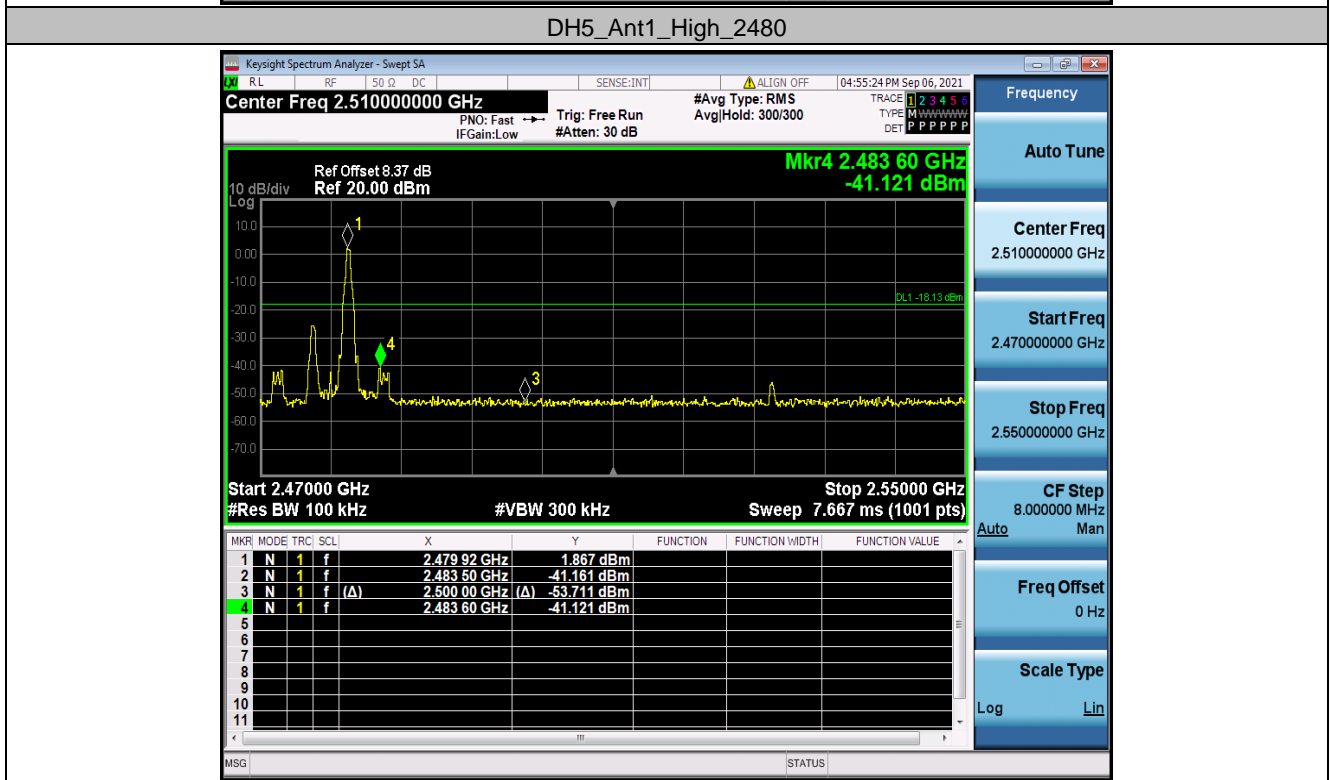 DH5_Ant1_High_2480
Keysight Spectrum Analyzer - Swept SA
LXI RL RF 50 Ω DC SENSE:INT ALIGN OFF 04:55:24 PM Sep 06, 2021
Center Freq 2.510000000 GHz
PNO: Fast
IFGain:Low
Trig: Free Run
#Atten: 30 dB
#Avg Type: RMS
Avg|Hold: 300/300
TRACE 1 2 3 4 5 6
TYPE M W W W W W
DET P P P P P P
Mkr4 2.483 60 GHz
-41.121 dBm
Ref Offset 8.37 dB
10 dB/div Ref 20.00 dBm
Log
10.0
0.00
-10.0
-20.0
-30.0
-40.0
-50.0
-60.0
-70.0
1
DL1 -18.13 dBm
4
3
Start 2.47000 GHz Stop 2.55000 GHz
#Res BW 100 kHz #VBW 300 kHz Sweep 7.667 ms (1001 pts)
MKR MODE TRC SCL X Y FUNCTION FUNCTION WIDTH FUNCTION VALUE
1 N 1 f 2.479 92 GHz 1.867 dBm
2 N 1 f 2.483 50 GHz -41.161 dBm
3 N 1 f (Δ) 2.500 00 GHz (Δ) -53.711 dBm
4 N 1 f 2.483 60 GHz -41.121 dBm
5
6
7
8
9
10
11
MSG STATUS
Frequency
Auto Tune
Center Freq
2.510000000 GHz
Start Freq
2.470000000 GHz
Stop Freq
2.550000000 GHz
CF Step
8.000000 MHz
Auto Man
Freq Offset
0 Hz
Scale Type
Log Lin